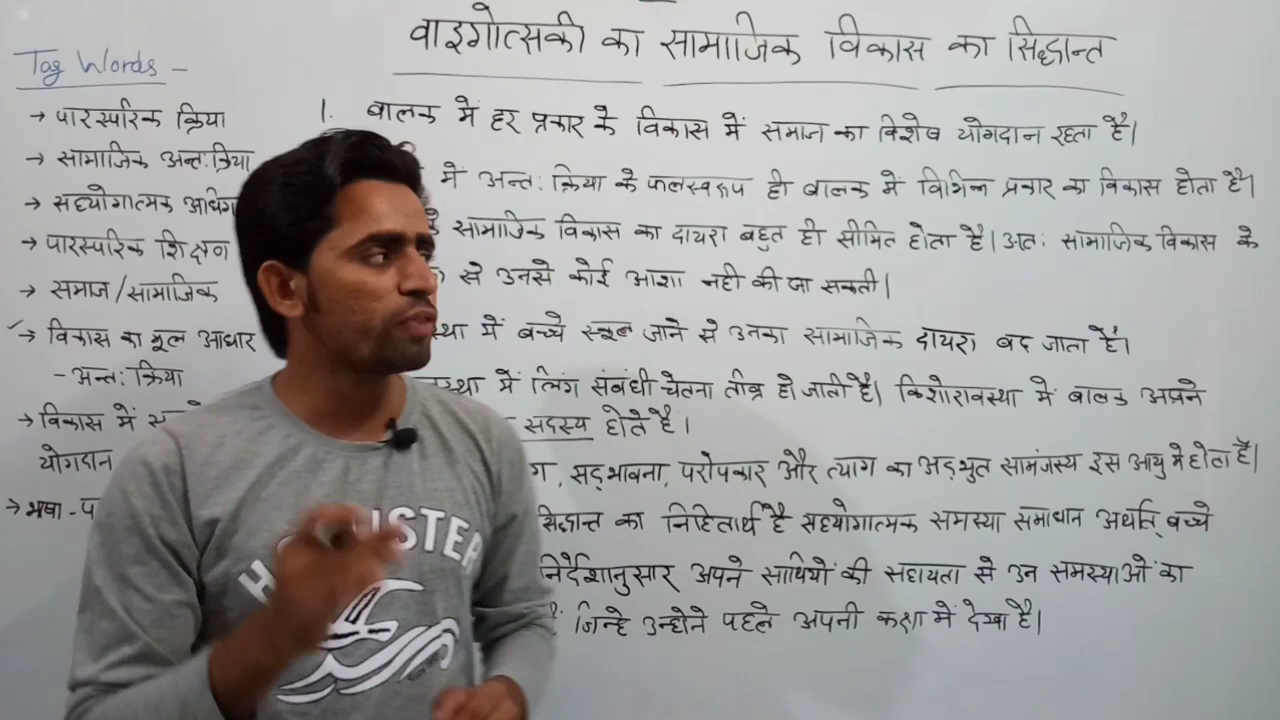 वाइगोत्सकी का सामाजिक विकास का सिद्धान्त
Tag Words -
→ पारस्परिक क्रिया
→ सामाजिक अन्त:क्रिया
→ सहयोगात्मक
→ पारस्परिक शिक्षण
→ समाज/सामाजिक
→ विकास का मूल आधार
- अन्त: क्रिया
→ विकास में
योगदान
→ भाषा -
1. बालक में हर प्रकार के विकास में समाज का विशेष योगदान रहता है।
में अन्त: क्रिया के फलस्वरूप ही बालक में विभिन्न प्रकार का विकास होता है।
सामाजिक विकास का दायरा बहुत ही सीमित होता है। अत: सामाजिक विकास के
से उनसे कोई आशा नही की जा सकती।
में बच्चे स्कूल जाने से उनका सामाजिक दायरा बढ जाता है।
में लिंग संबंधी चेतना तीव्र हो जाती है। किशोरावस्था में बालक अपने
सदस्य होते है।
सद्भावना, परोपकार और त्याग का अद्भुत सामंजस्य इस आयु मे होता है।
सिद्धान्त का निहितार्थ है सहयोगात्मक समस्या समाधान अर्थात् बच्चे
निर्देशानुसार अपने साथियों की सहायता से उन समस्याओं का
जिन्हे उन्होने पहले अपनी कक्षा में देखा है।